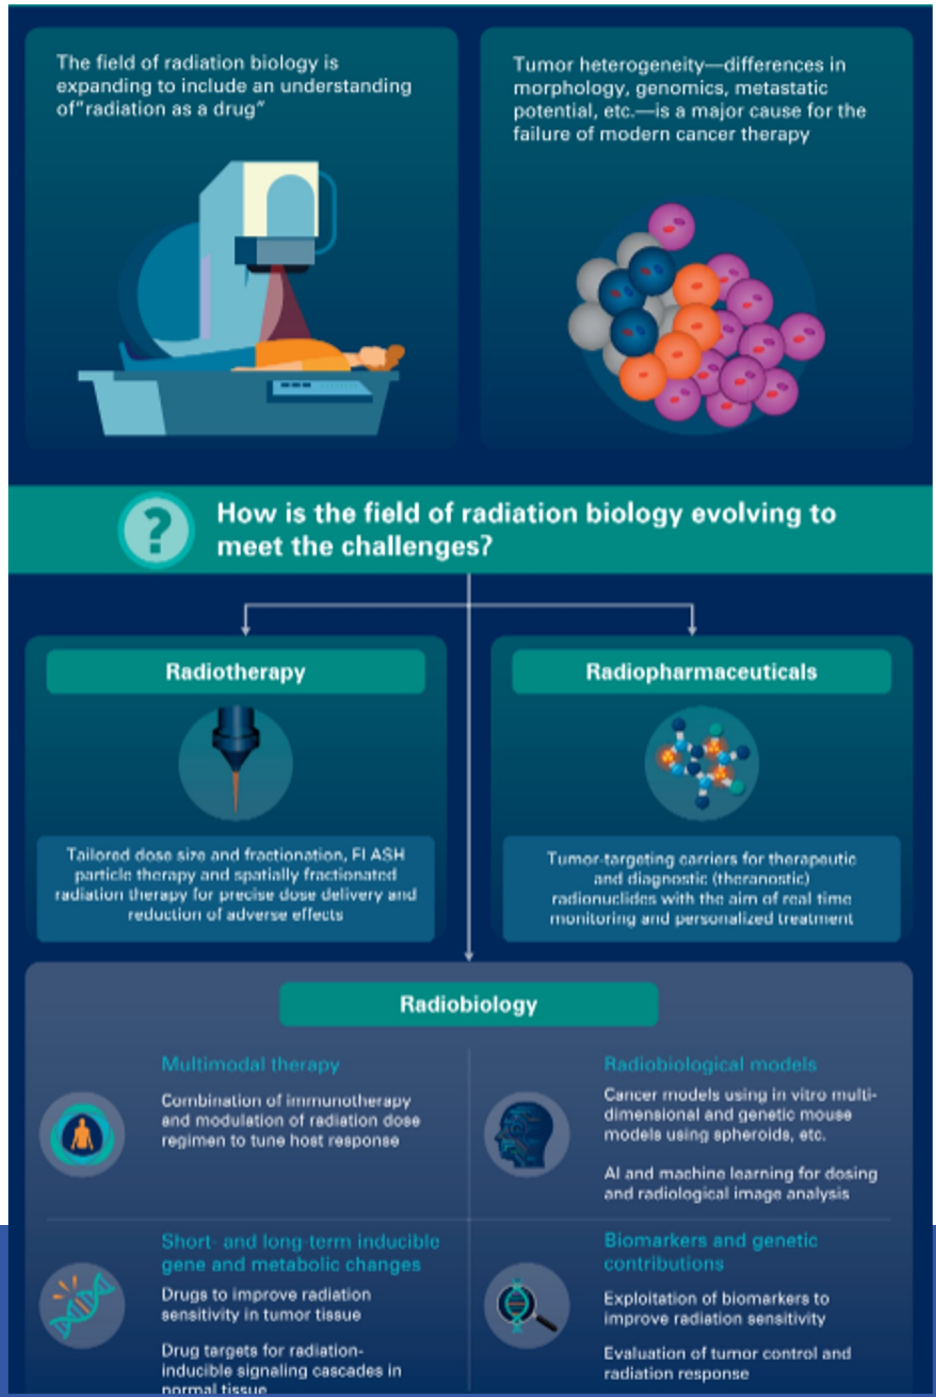 The field of radiation biology is
expanding to include an understanding
of"radiation as a drug"
Tumor heterogeneity—differences in
morphology, genomics, metastatic
potential, etc.—is a major cause for the
failure of modern cancer therapy
?
How is the field of radiation biology evolving to
meet the challenges?
Radiotherapy
Tailored dose size and fractionation, FLASH
particle therapy and spatially fractionated
radiation therapy for precise dose delivery and
reduction of adverse effects
Radiopharmaceuticals
Tumor-targeting carriers for therapeutic
and diagnostic (theranostic)
radionuclides with the aim of real time
monitoring and personalized treatment
Radiobiology
Multimodal therapy
Combination of immunotherapy
and modulation of radiation dose
regimen to tune host response
Radiobiological models
Cancer models using in vitro multi-
dimensional and genetic mouse
models using spheroids, etc.
AI and machine learning for dosing
and radiological image analysis
Short- and long-term inducible
gene and metabolic changes
Drugs to improve radiation
sensitivity in tumor tissue
Drug targets for radiation-
inducible signaling cascades in
normal tissue
Biomarkers and genetic
contributions
Exploitation of biomarkers to
improve radiation sensitivity
Evaluation of tumor control and
radiation response